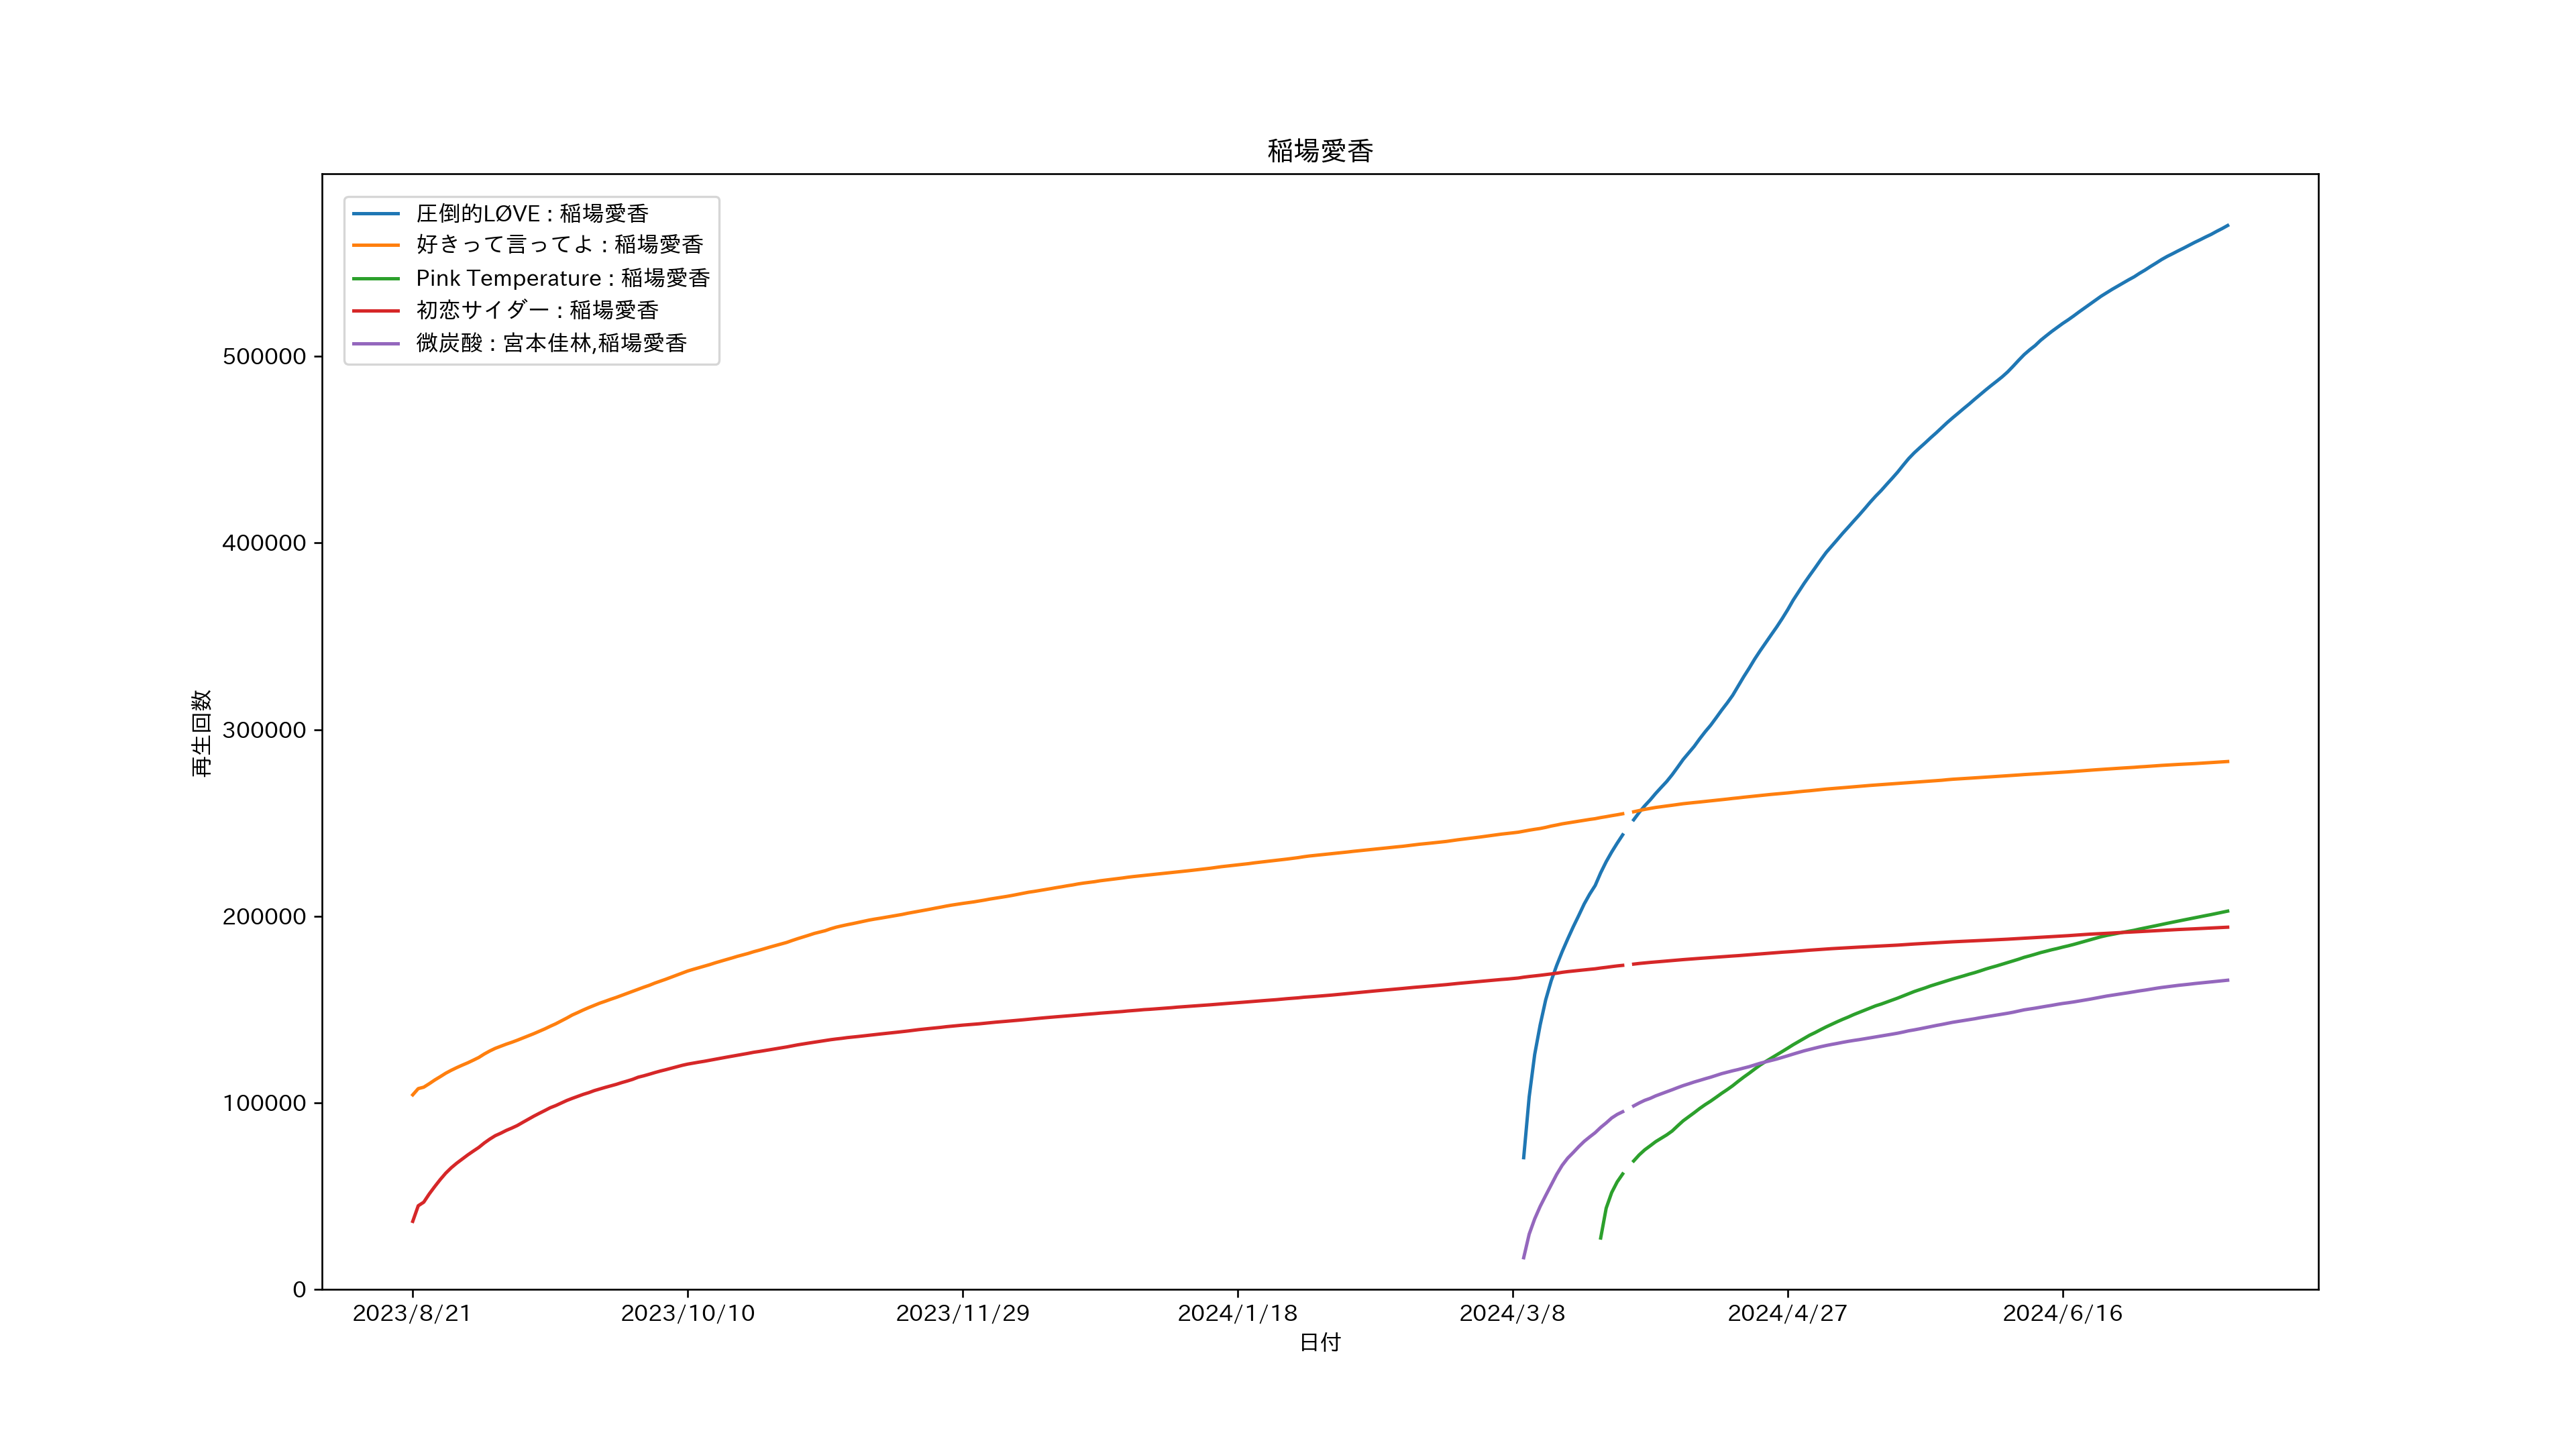 稲場愛香
圧倒的LØVE : 稲場愛香
好きって言ってよ : 稲場愛香
Pink Temperature : 稲場愛香
初恋サイダー : 稲場愛香
微炭酸 : 宮本佳林,稲場愛香
500000
400000
300000
200000
100000
0
再生回数
2023/8/21
2023/10/10
2023/11/29
2024/1/18
2024/3/8
2024/4/27
2024/6/16
日付